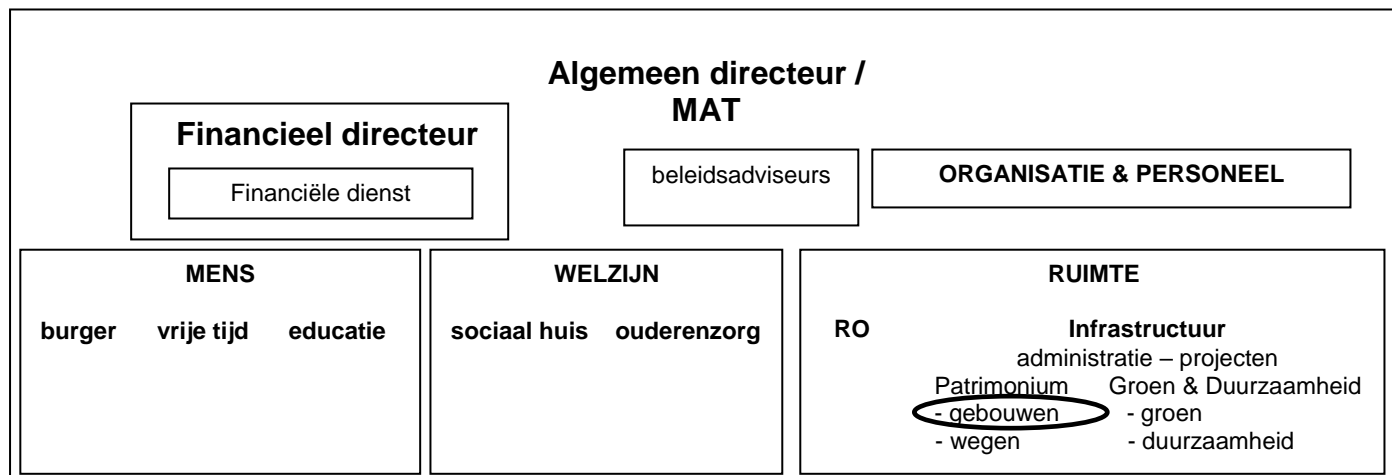 Algemeen directeur /
MAT
Financieel directeur
Financiële dienst
beleidsadviseurs
ORGANISATIE & PERSONEEL
MENS
burger vrije tijd educatie
WELZIJN
sociaal huis ouderenzorg
RUIMTE
RO Infrastructuur
administratie – projecten
Patrimonium Groen & Duurzaamheid
- gebouwen - groen
- wegen - duurzaamheid